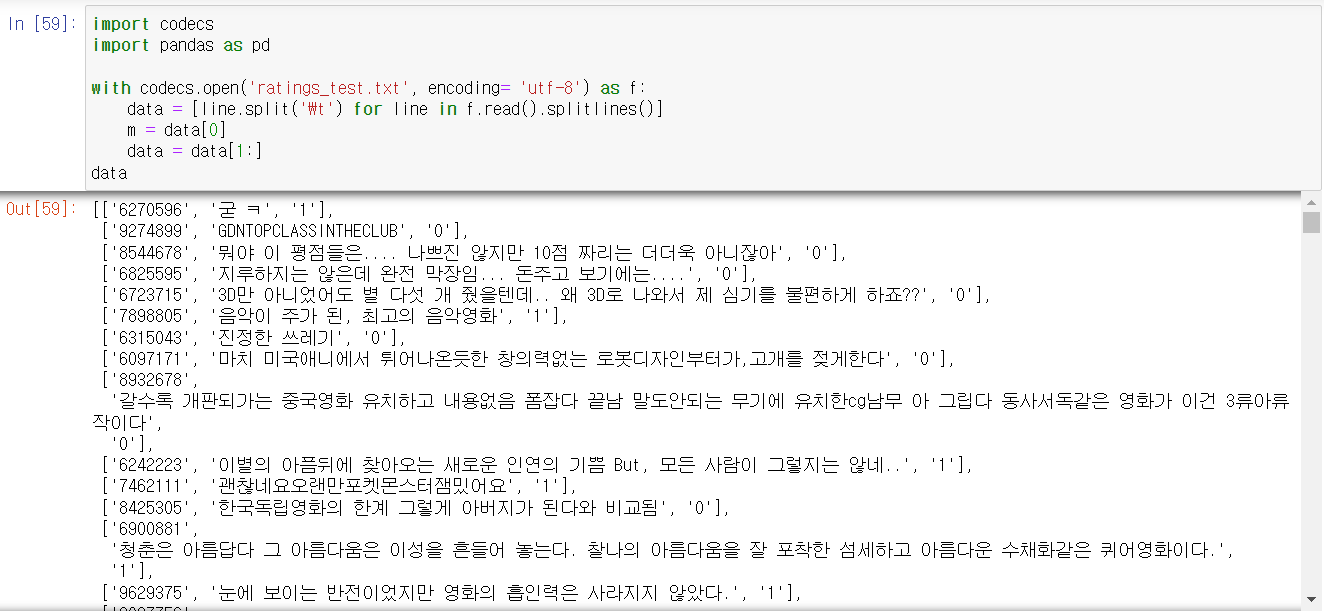 In [59]: import codecs
import pandas as pd
with codecs.open('ratings_test.txt', encoding= 'utf-8') as f:
data = [line.split('₩t') for line in f.read().splitlines()]
m = data[0]
data = data[1:]
data
Out[59]: [['6270596', '굳 ㅋ', '1'],
['9274899', 'GDNTOPCLASSINTHECLUB', '0'],
['8544678', '뭐야 이 평점들은.... 나쁘진 않지만 10점 짜리는 더더욱 아니잖아', '0'],
['6825595', '지루하지는 않은데 완전 막장임... 돈주고 보기에는....', '0'],
['6723715', '3D만 아니었어도 별 다섯 개 줬을텐데.. 왜 3D로 나와서 제 심기를 불편하게 하죠??', '0'],
['7898805', '음악이 주가 된, 최고의 음악영화', '1'],
['6315043', '진정한 쓰레기', '0'],
['6097171', '마치 미국애니에서 튀어나온듯한 창의력없는 로봇디자인부터가,고개를 젖게한다', '0'],
['8932678',
'갈수록 개판되가는 중국영화 유치하고 내용없음 폼잡다 끝남 말도안되는 무기에 유치한cg남무 아 그립다 동사서독같은 영화가 이건 3류아류
작이다',
'0'],
['6242223', '이별의 아픔뒤에 찾아오는 새로운 인연의 기쁨 But, 모든 사람이 그렇지는 않네..', '1'],
['7462111', '괜찮네요오랜만포켓몬스터잼밌어요', '1'],
['8425305', '한국독립영화의 한계 그렇게 아버지가 된다와 비교됨', '0'],
['6900881',
'청춘은 아름답다 그 아름다움은 이성을 흔들어 놓는다. 찰나의 아름다움을 잘 포착한 섬세하고 아름다운 수채화같은 퀴어영화이다.',
'1'],
['9629375', '눈에 보이는 반전이었지만 영화의 흡인력은 사라지지 않았다.', '1'],